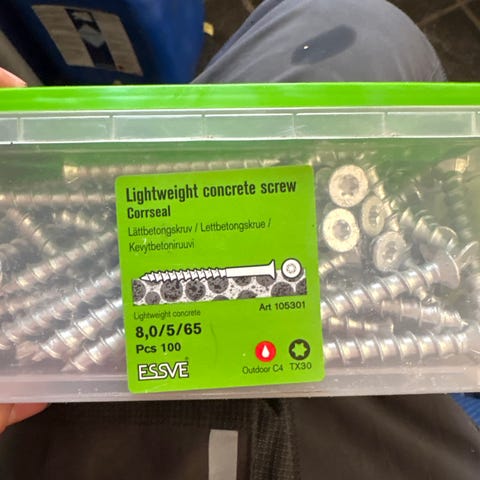 Lightweight concrete screw
Corrseal
Lättbetongskruv / Lettbetongskrue /
Kevytbetoniruuvi
Lightweight concrete
Art 105301
8,0/5/65
Pcs 100
ESSVE
Outdoor C4 TX30